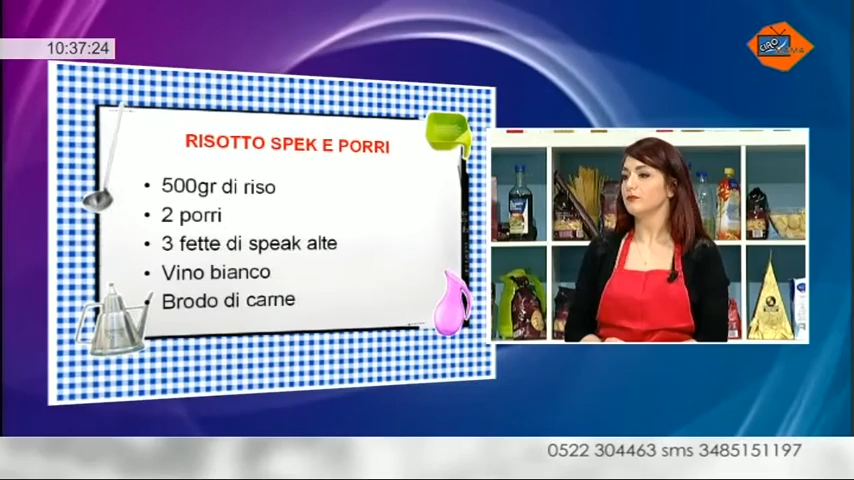 10:37:24
CIRO
RISOTTO SPEK E PORRI
• 500gr di riso
• 2 porri
• 3 fette di speak alte
• Vino bianco
• Brodo di carne
0522 304463 sms 3485151197